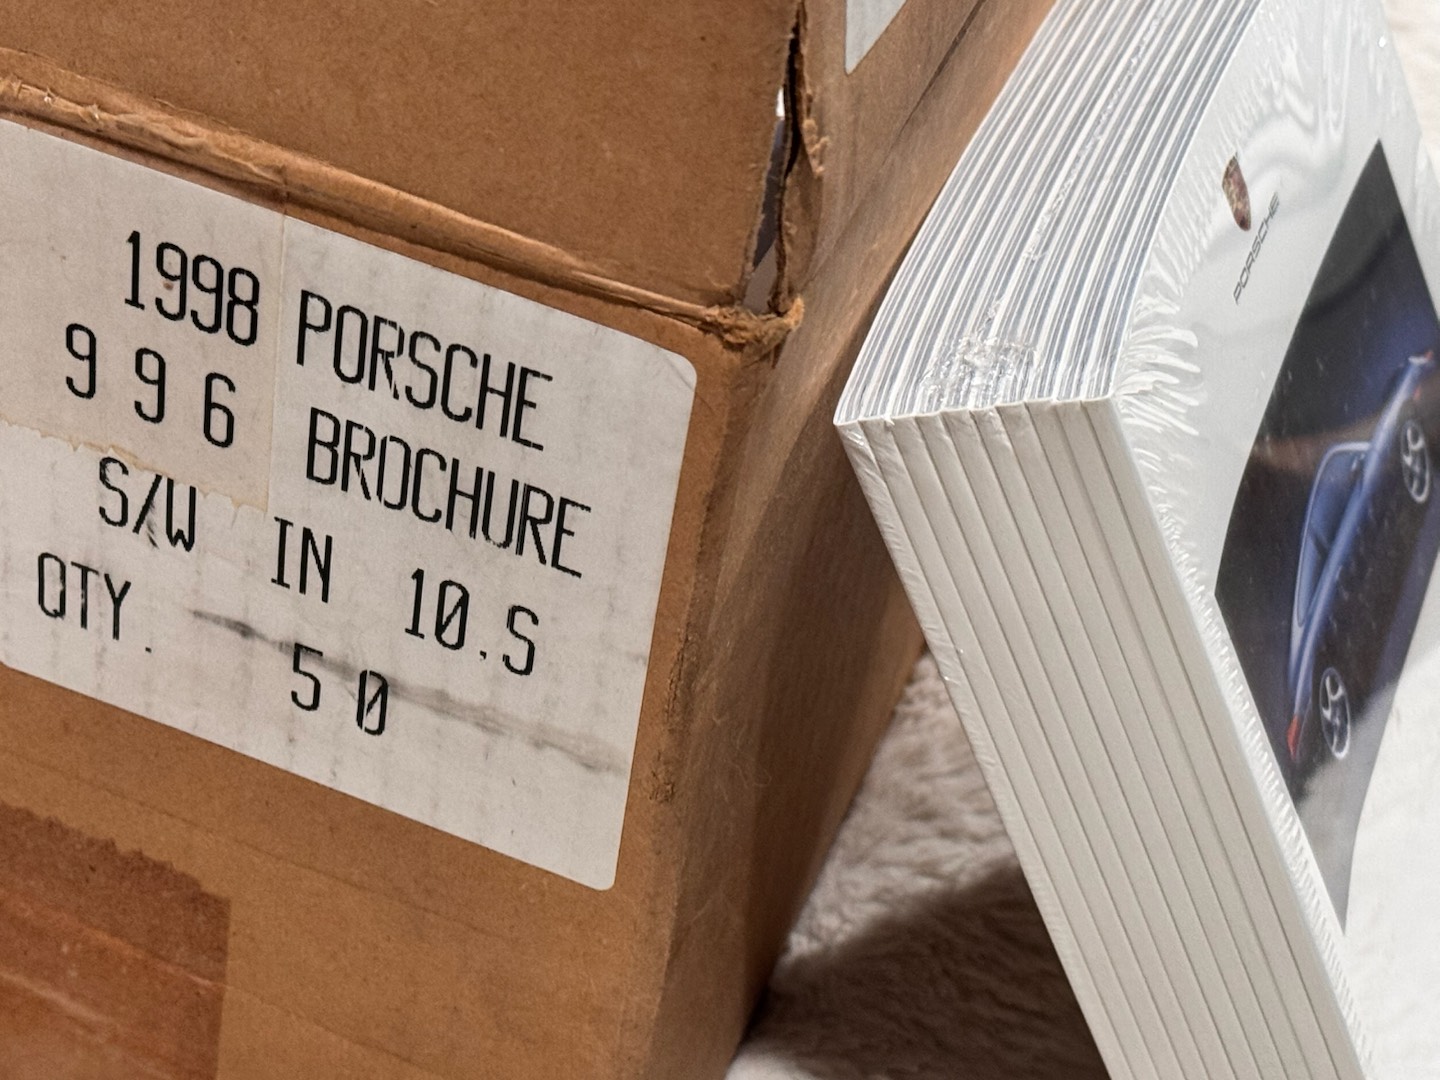 1998 PORSCHE
996 BROCHURE
S/W IN 10.S
QTY. 50
PORSCHE